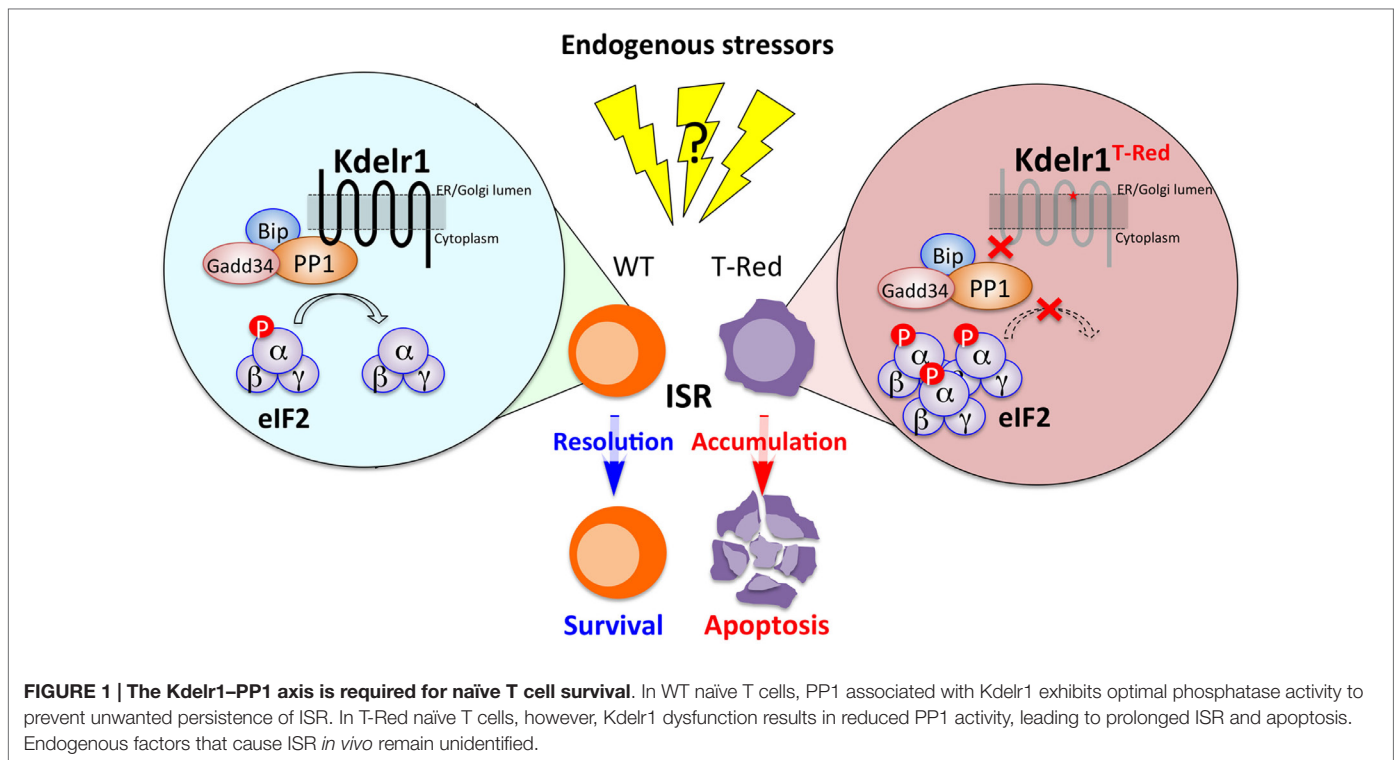 Endogenous stressors
?
Kdelr1
ER/Golgi lumen
Cytoplasm
Bip
Gadd34
PP1
P
α
β
γ
α
β
γ
eIF2
WT
T-Red
ISR
Resolution
Accumulation
Survival
Apoptosis
Kdelr1T-Red
ER/Golgi lumen
Cytoplasm
Bip
Gadd34
PP1
P
P
α
α
β
P
β
γ
α
β
γ
eIF2
FIGURE 1 | The Kdelr1–PP1 axis is required for naïve T cell survival. In WT naïve T cells, PP1 associated with Kdelr1 exhibits optimal phosphatase activity to
prevent unwanted persistence of ISR. In T-Red naïve T cells, however, Kdelr1 dysfunction results in reduced PP1 activity, leading to prolonged ISR and apoptosis.
Endogenous factors that cause ISR in vivo remain unidentified.